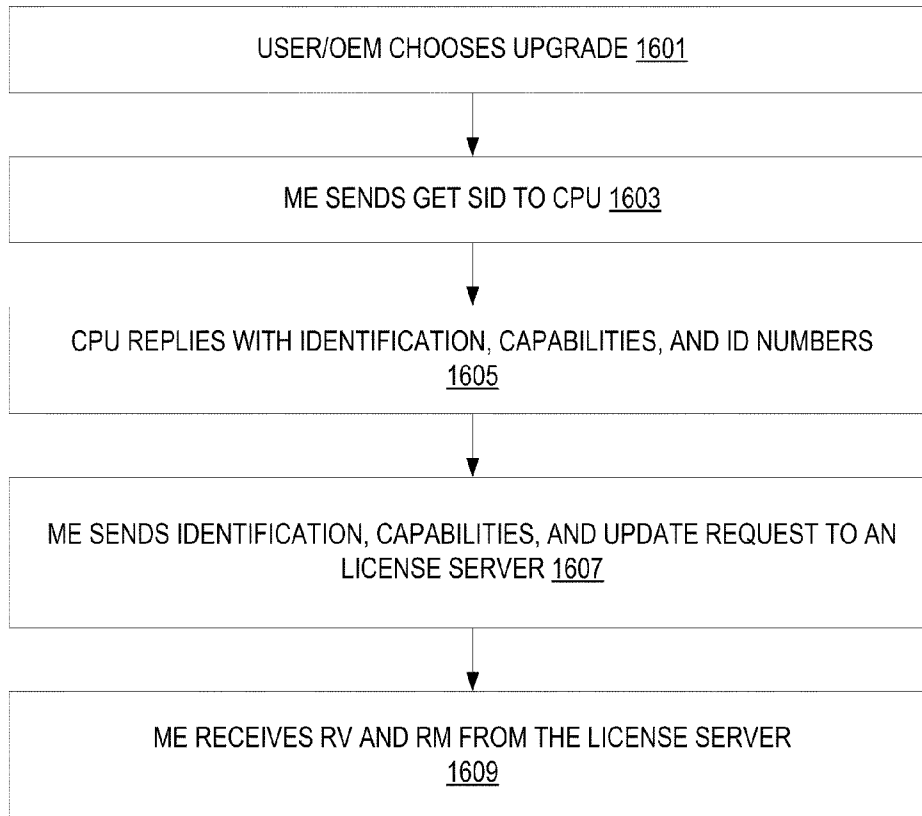 USER/OEM CHOOSES UPGRADE 1601
ME SENDS GET SID TO CPU 1603
CPU REPLIES WITH IDENTIFICATION, CAPABILITIES, AND ID NUMBERS
1605
ME SENDS IDENTIFICATION, CAPABILITIES, AND UPDATE REQUEST TO AN
LICENSE SERVER 1607
ME RECEIVES RV AND RM FROM THE LICENSE SERVER
1609